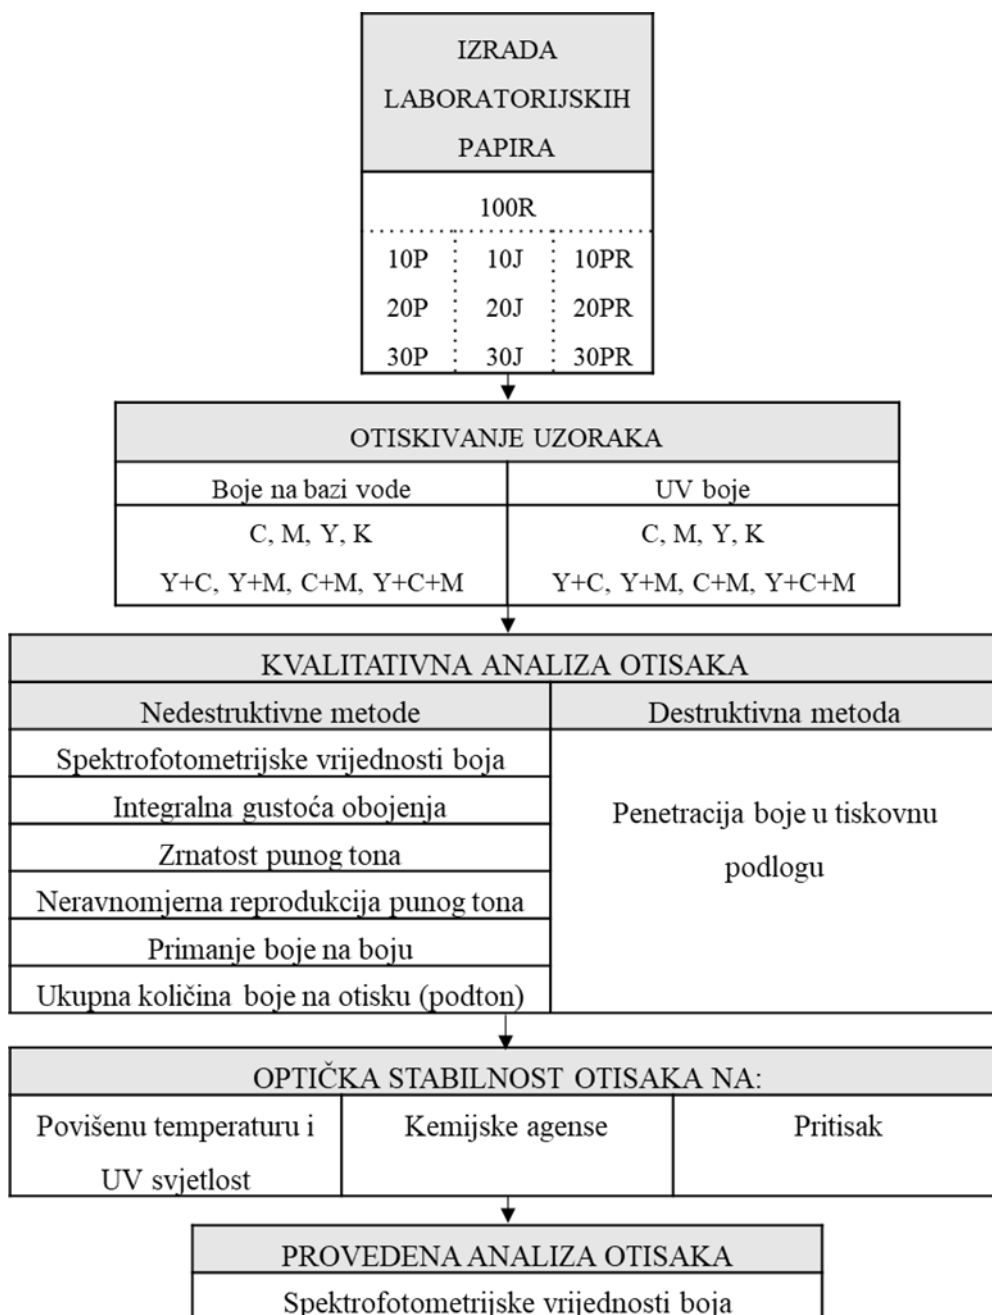 IZRADA
LABORATORIJSKIH
PAPIRA
100R
10P 10J 10PR
20P 20J 20PR
30P 30J 30PR
OTISKIVANJE UZORAKA
Boje na bazi vode UV boje
C, M, Y, K C, M, Y, K
Y+C, Y+M, C+M, Y+C+M Y+C, Y+M, C+M, Y+C+M
KVALITATIVNA ANALIZA OTISAKA
Nedestruktivne metode Destruktivna metoda
Spektrofotometrijske vrijednosti boja
Integralna gustoća obojenja
Zrnatost punog tona
Neravnomjerna reprodukcija punog tona
Primanje boje na boju
Ukupna količina boje na otisku (podton)
Penetracija boje u tiskovnu
podlogu
OPTIČKA STABILNOST OTISAKA NA:
Povišenu temperaturu i
UV svjetlost
Kemijske agense
Pritisak
PROVEDENA ANALIZA OTISAKA
Spektrofotometrijske vrijednosti boja